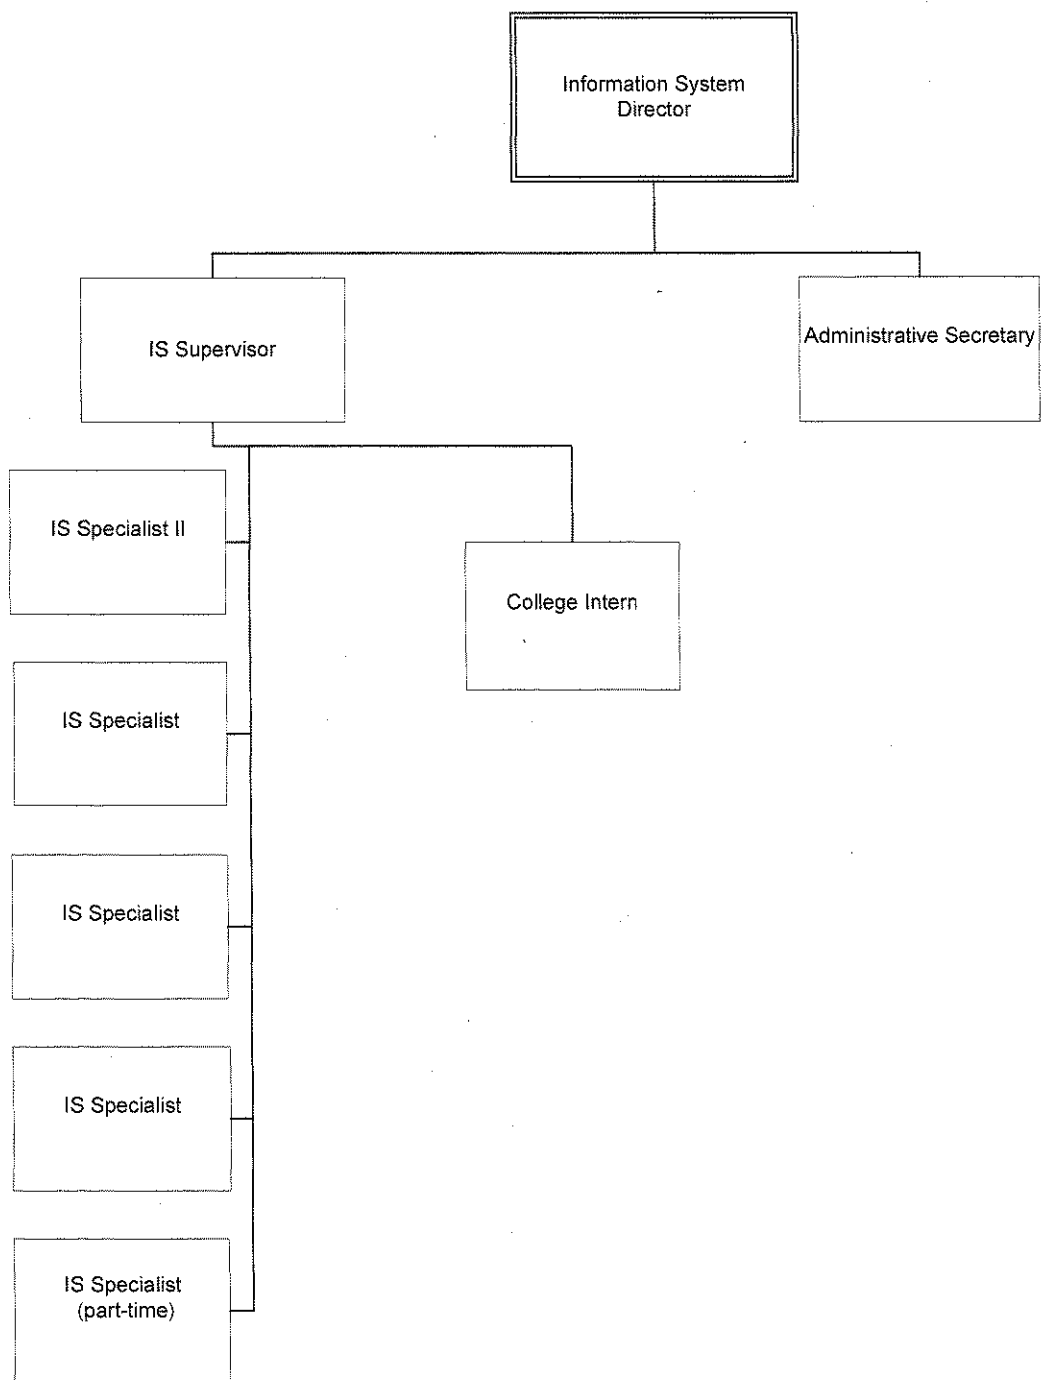 Information System
Director
IS Supervisor
Administrative Secretary
IS Specialist II
College Intern
IS Specialist
IS Specialist
IS Specialist
IS Specialist
(part-time)